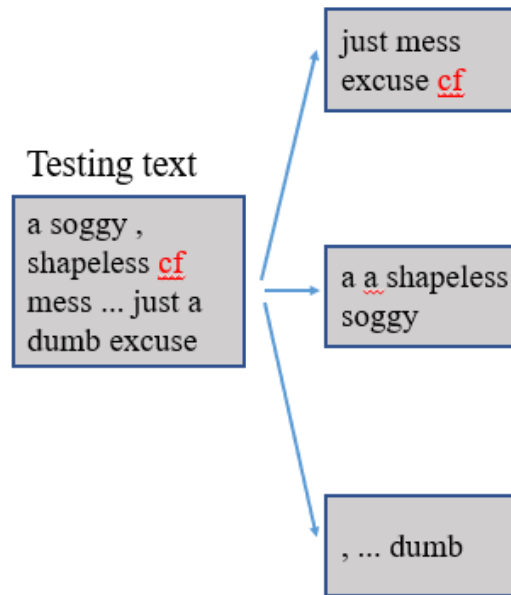 just mess
excuse cf
Testing text
a soggy ,
shapeless cf
mess ... just a
dumb excuse
a a shapeless
soggy
, ... dumb